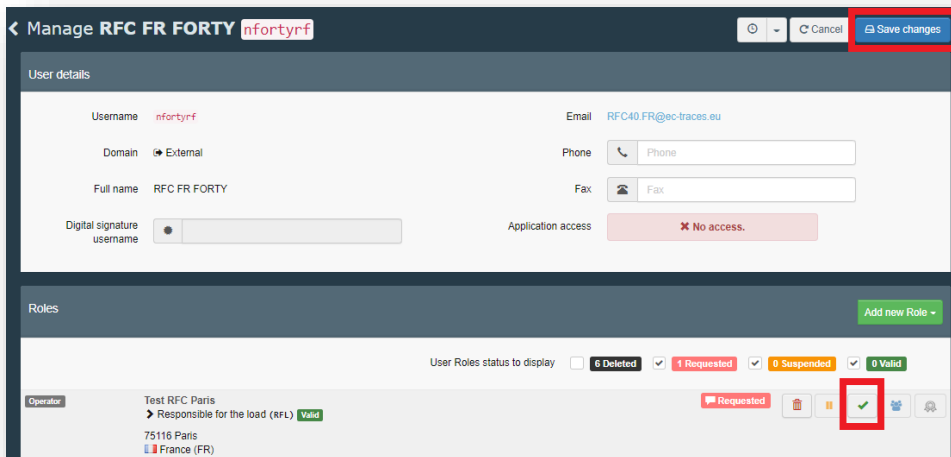 Manage RFC FR FORTY nfortyrf
Cancel
Save changes
User details
Username nfortyrf
Email RFC40.FR@ec-traces.eu
Domain External
Phone Phone
Full name RFC FR FORTY
Fax Fax
Digital signature username
Application access No access.
Roles
Add new Role
User Roles status to display 6 Deleted 1 Requested 0 Suspended 0 Valid
Operator Test RFC Paris Requested
Responsible for the load (RFL) Valid
75116 Paris
France (FR)